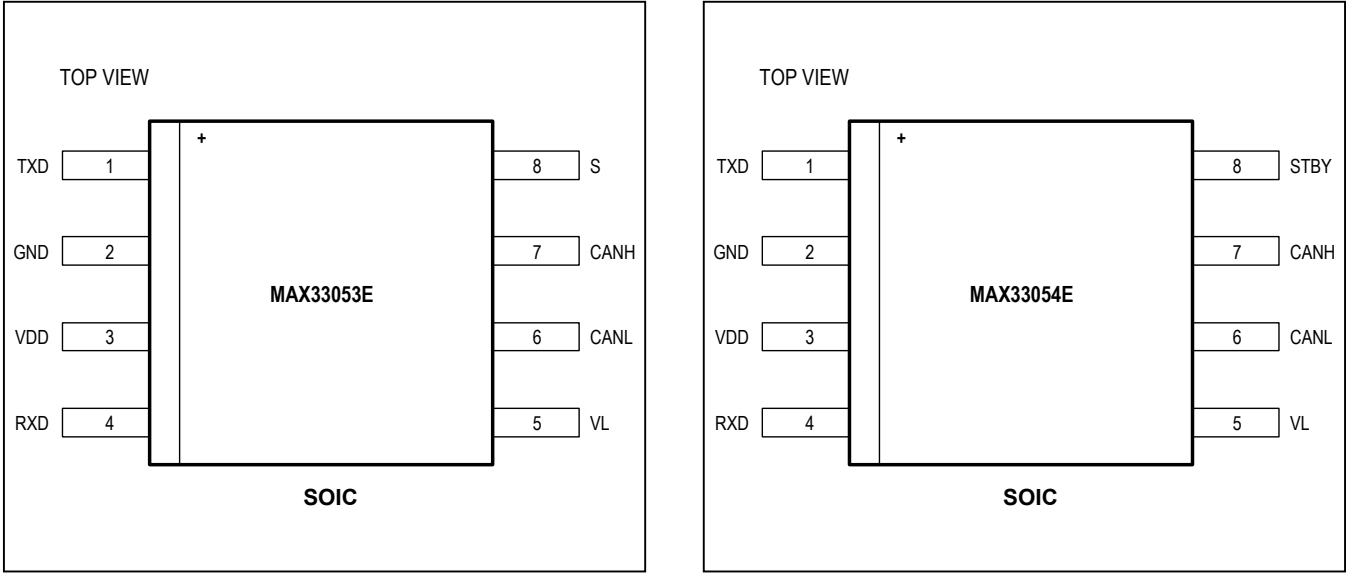 TOP VIEW
+
TXD 1 8 S
GND 2 7 CANH
MAX33053E
VDD 3 6 CANL
RXD 4 5 VL
SOIC
TOP VIEW
+
TXD 1 8 STBY
GND 2 7 CANH
MAX33054E
VDD 3 6 CANL
RXD 4 5 VL
SOIC